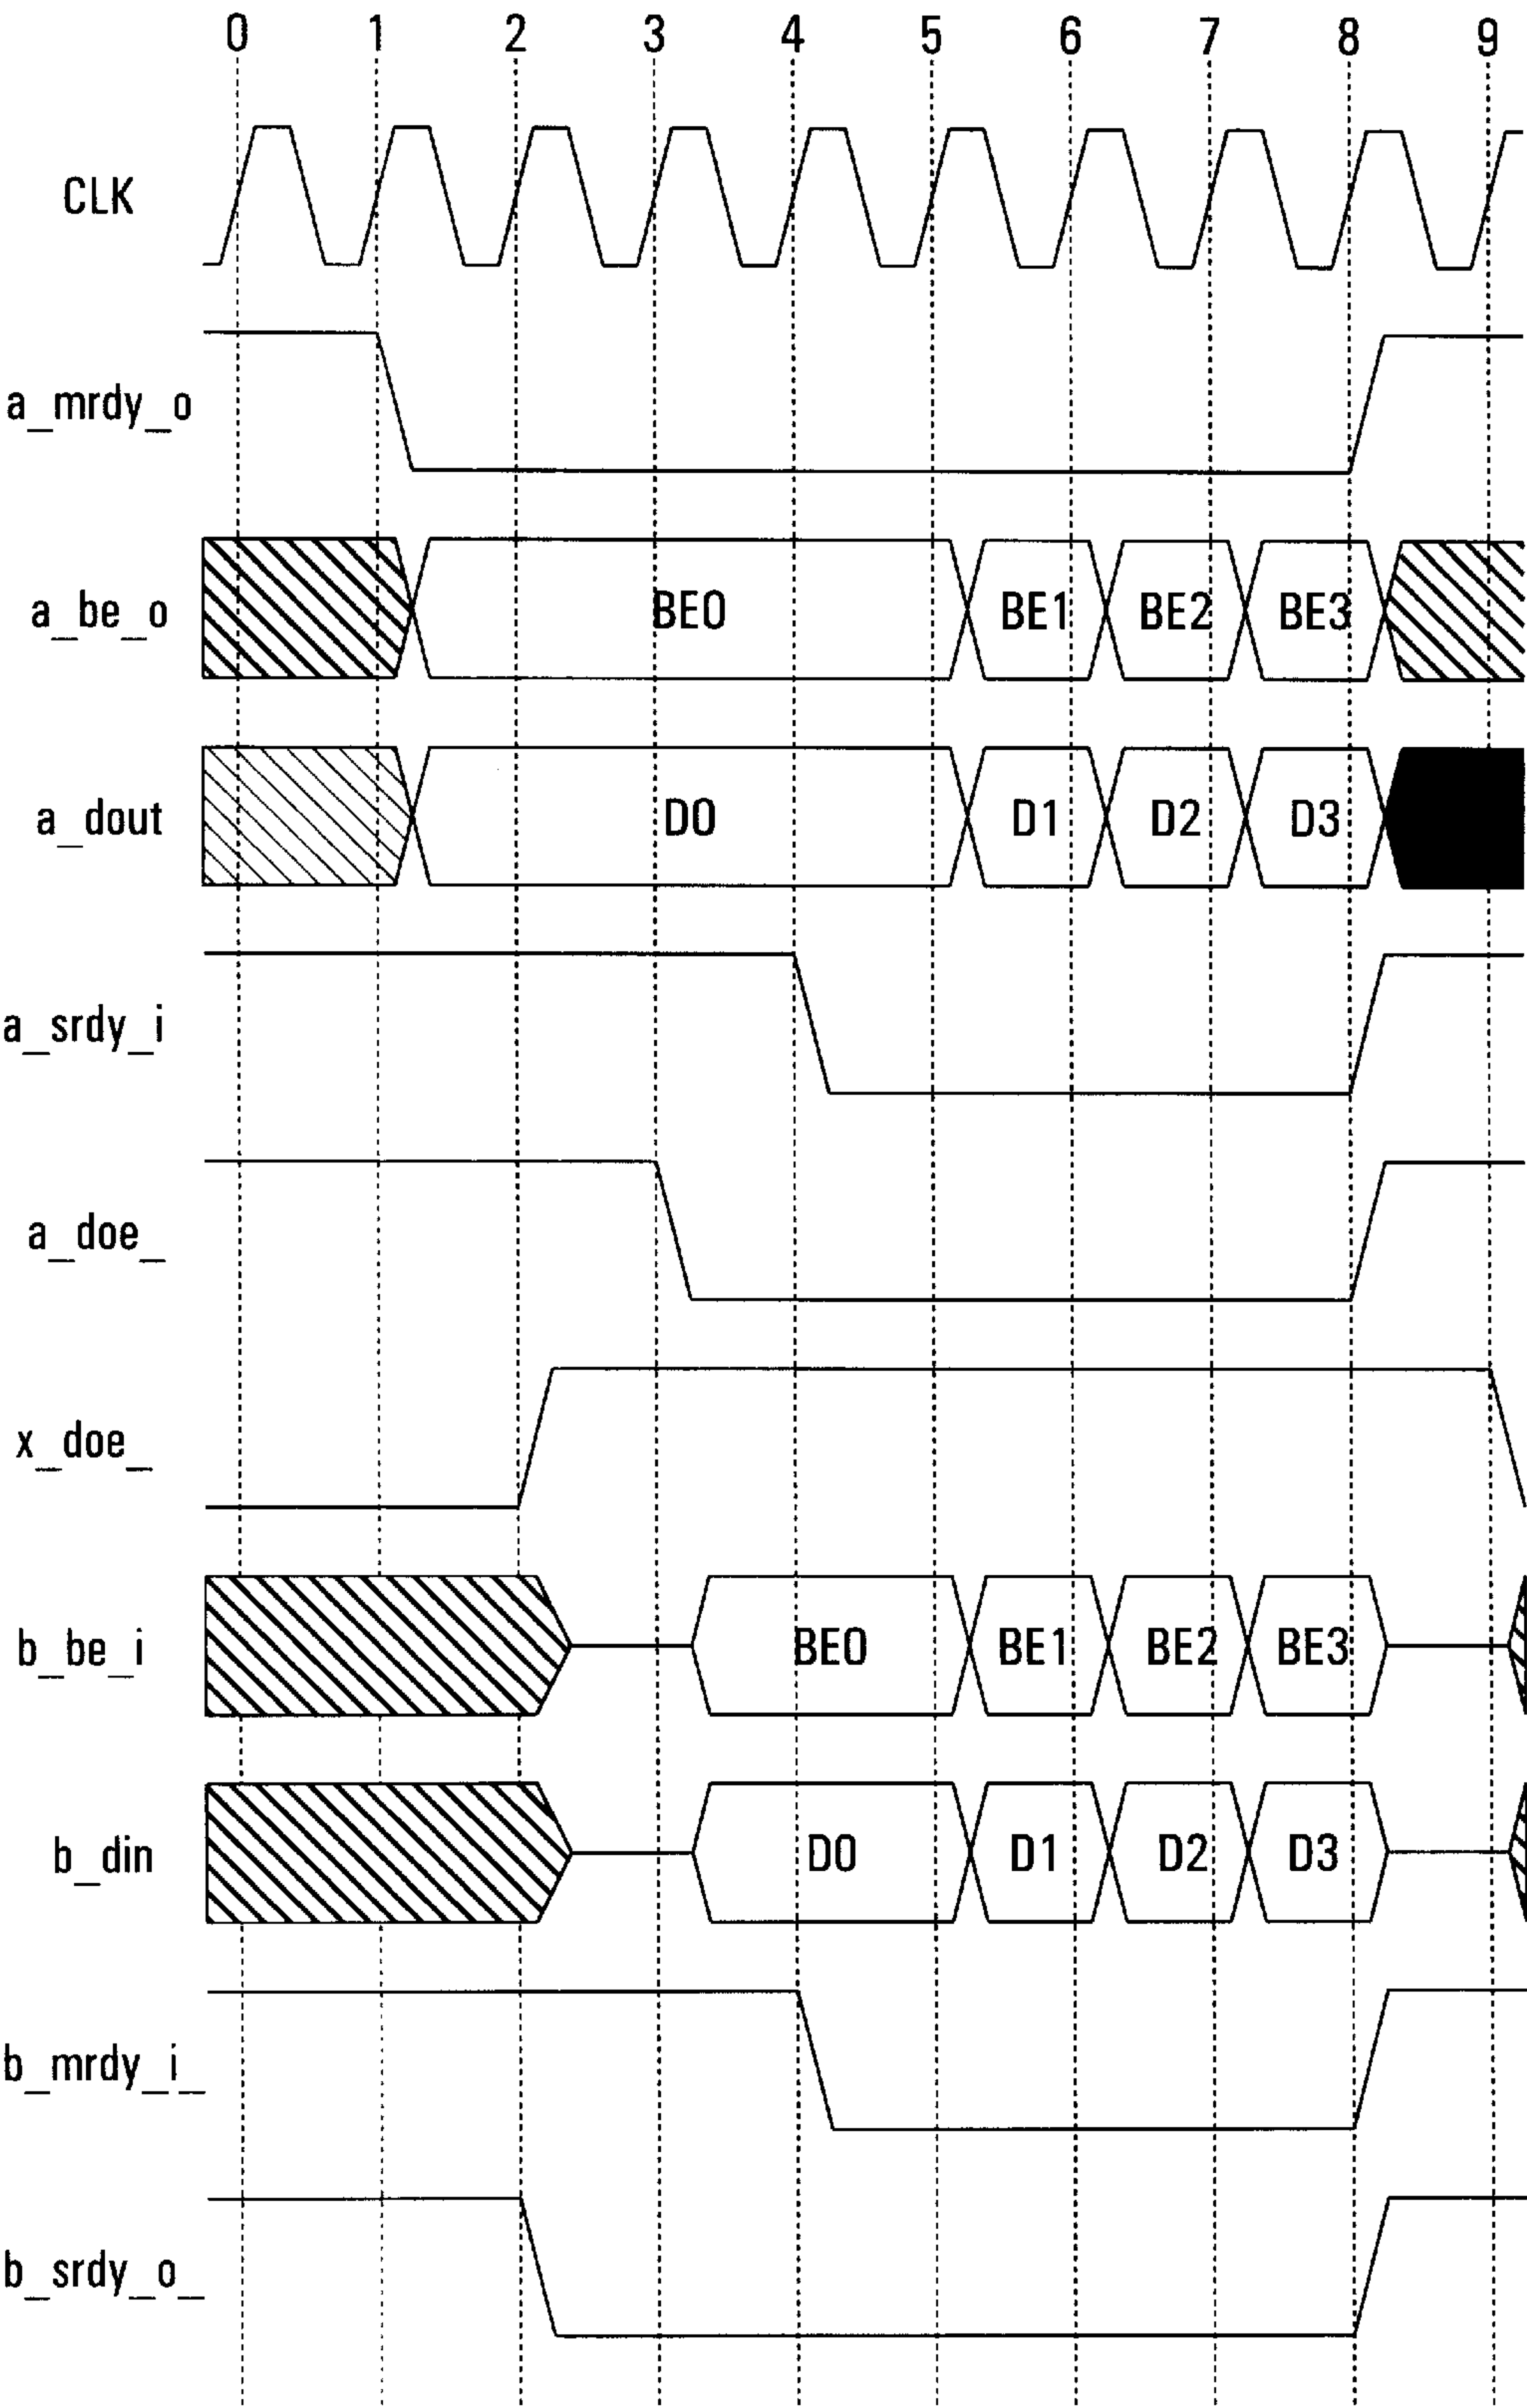 0 1 2 3 4 5 6 7 8 9
CLK
a_mrdy_o
a_be_o BE0 BE1 BE2 BE3
a_dout D0 D1 D2 D3
a_srdy_i
a_doe_
x_doe_
b_be_i BE0 BE1 BE2 BE3
b_din D0 D1 D2 D3
b_mrdy_i_
b_srdy_o_